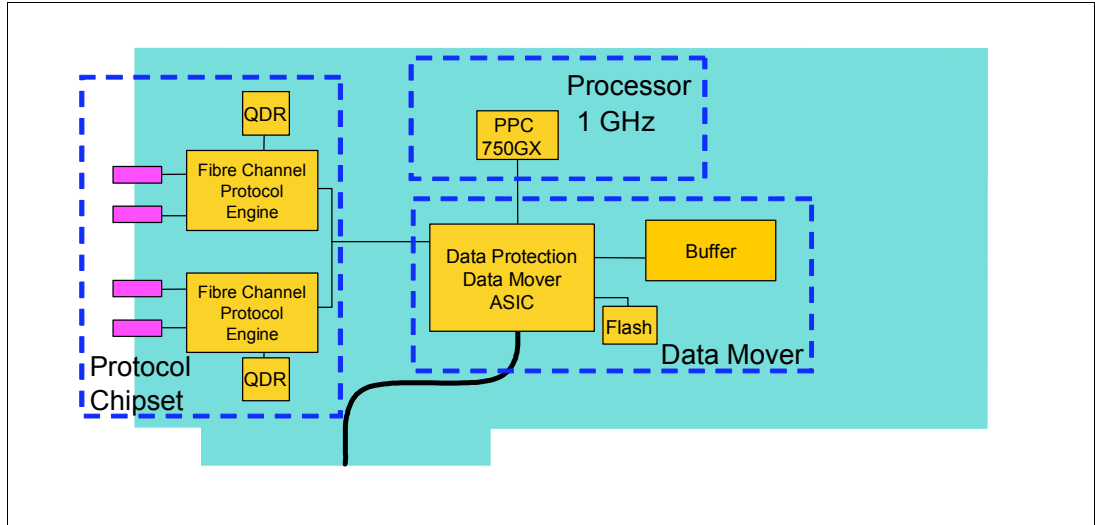 Processor
1 GHz
QDR
PPC
750GX
Fibre Channel
Protocol
Engine
Data Protection
Data Mover
ASIC
Buffer
Fibre Channel
Protocol
Engine
Flash
Data Mover
Protocol
Chipset
QDR